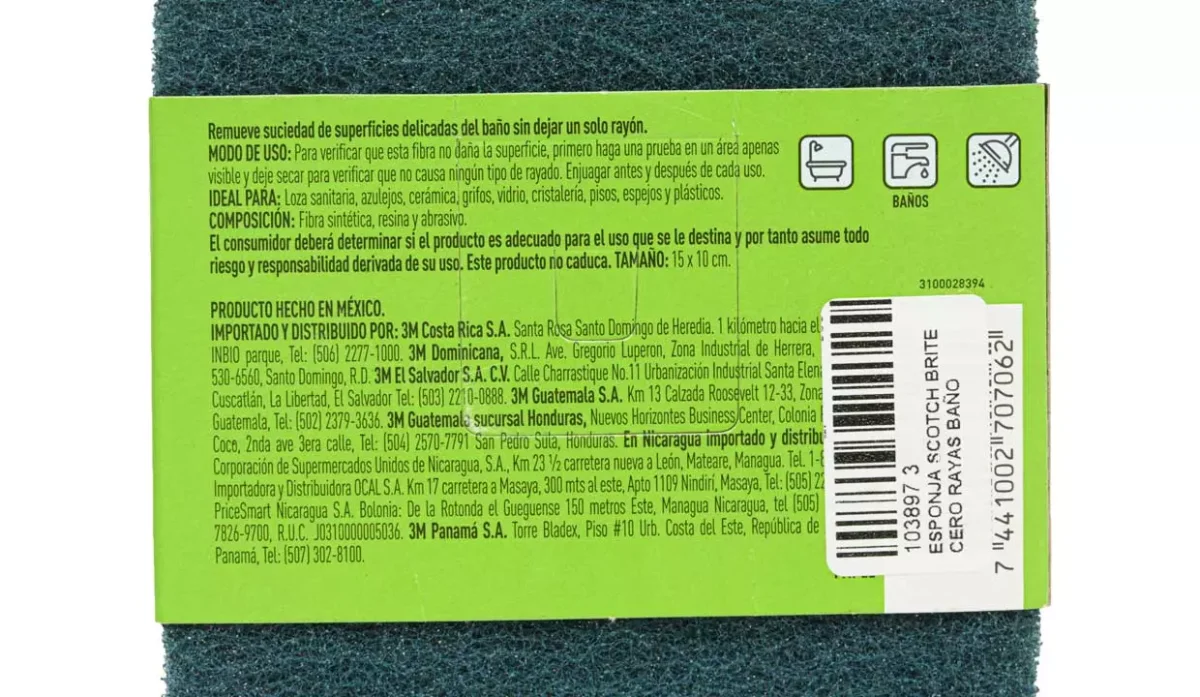 Remueve suciedad de superficies delicadas del baño sin dejar un solo rayón.
MODO DE USO: Para verificar que esta fibra no daña la superficie, primero haga una prueba en un área apenas
visible y deje secar para verificar que no causa ningún tipo de rayado. Enjuagar antes y después de cada uso.
IDEAL PARA: Loza sanitaria, azulejos, cerámica, grifos, vidrio, cristalería, pisos, espejos y plásticos.
COMPOSICIÓN: Fibra sintética, resina y abrasivo.
El consumidor deberá determinar si el producto es adecuado para el uso que se le destina y por tanto asume todo
riesgo y responsabilidad derivada de su uso. Este producto no caduca. TAMAÑO: 15 x 10 cm.
BAÑOS
3100028394
PRODUCTO HECHO EN MÉXICO.
IMPORTADO Y DISTRIBUIDO POR: 3M Costa Rica S.A. Santa Rosa Santo Domingo de Heredia. 1 kilómetro hacia el
INBIO parque, Tel: (506) 2277-1000. 3M Dominicana, S.R.L. Ave. Gregorio Luperon, Zona Industrial de Herrera,
530-6560, Santo Domingo, R.D. 3M El Salvador S.A. C.V. Calle Charrastique No.11 Urbanización Industrial Santa Elena
Cuscatlán, La Libertad, El Salvador Tel: (503) 2210-0888. 3M Guatemala S.A. Km 13 Calzada Roosevelt 12-33, Zona
Guatemala, Tel: (502) 2379-3636. 3M Guatemala sucursal Honduras, Nuevos Horizontes Business Center, Colonia
Coco, 2nda ave 3era calle, Tel: (504) 2570-7791 San Pedro Sula, Honduras. En Nicaragua importado y distribu
Corporación de Supermercados Unidos de Nicaragua, S.A., Km 23 ½ carretera nueva a León, Mateare, Managua. Tel. 1-8
Importadora y Distribuidora OCAL S.A. Km 17 carretera a Masaya, 300 mts al este, Apto 1109 Nindirí, Masaya, Tel: (505) 22
PriceSmart Nicaragua S.A. Bolonia: De la Rotonda el Gueguense 150 metros Este, Managua Nicaragua, tel (505)
7826-9700, R.U.C. J0310000005036. 3M Panamá S.A. Torre Bladex, Piso #10 Urb. Costa del Este, República de
Panamá, Tel: (507) 302-8100.
103897 3
ESPONJA SCOTCH BRITE
CERO RAYAS BAÑO
7 "441002"707062"